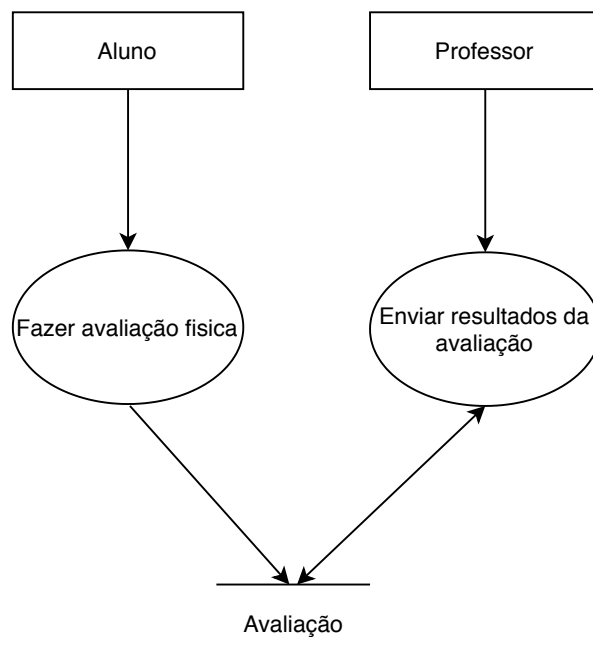 Aluno
Professor
Fazer avaliação fisica
Enviar resultados da
avaliação
Avaliação